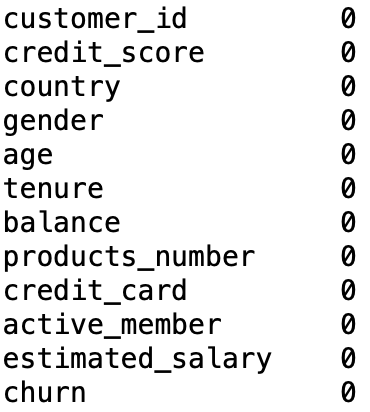 customer_id 0
credit_score 0
country 0
gender 0
age 0
tenure 0
balance 0
products_number 0
credit_card 0
active_member 0
estimated_salary 0
churn 0